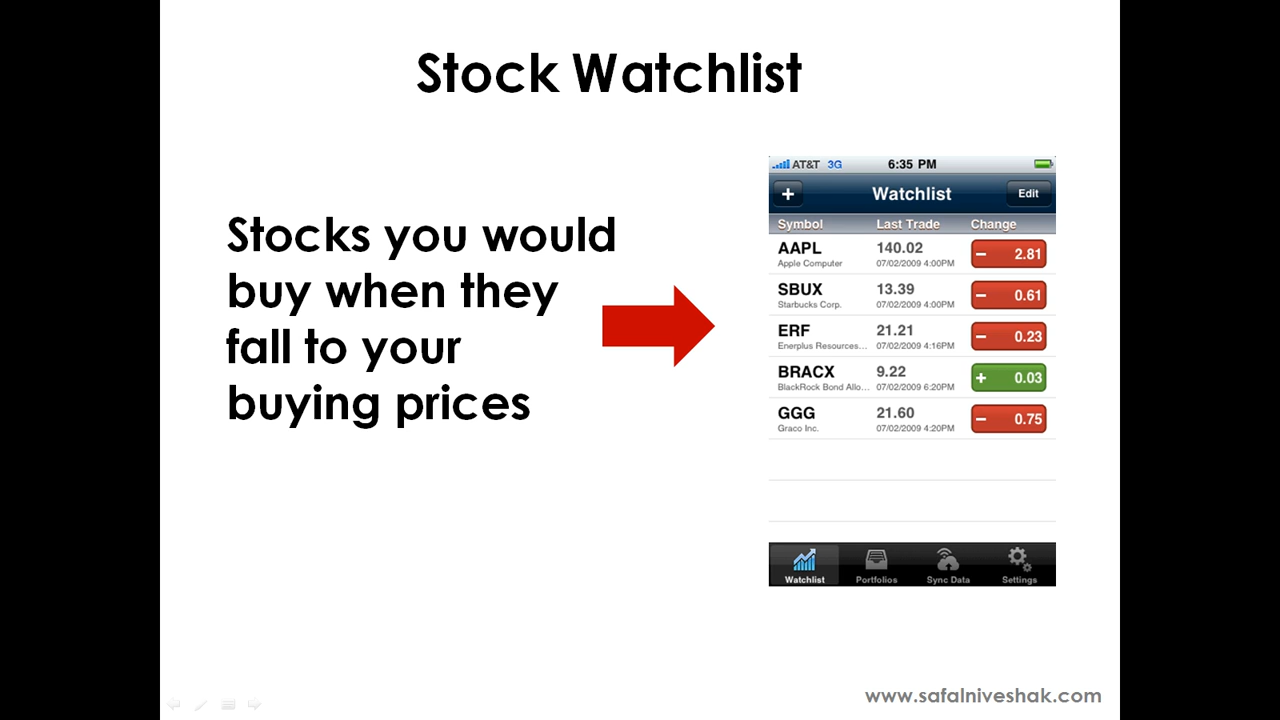 Stock Watchlist
Stocks you would
buy when they
fall to your
buying prices
AT&T 3G 6:35 PM
+ Watchlist Edit
Symbol Last Trade Change
AAPL 140.02 − 2.81
Apple Computer 07/02/2009 4:00PM
SBUX 13.39 − 0.61
Starbucks Corp. 07/02/2009 4:00PM
ERF 21.21 − 0.23
Enerplus Resources... 07/02/2009 4:16PM
BRACX 9.22 + 0.03
BlackRock Bond Allo... 07/02/2009 6:20PM
GGG 21.60 − 0.75
Graco Inc. 07/02/2009 4:20PM
Watchlist Portfolios Sync Data Settings
www.safalniveshak.com